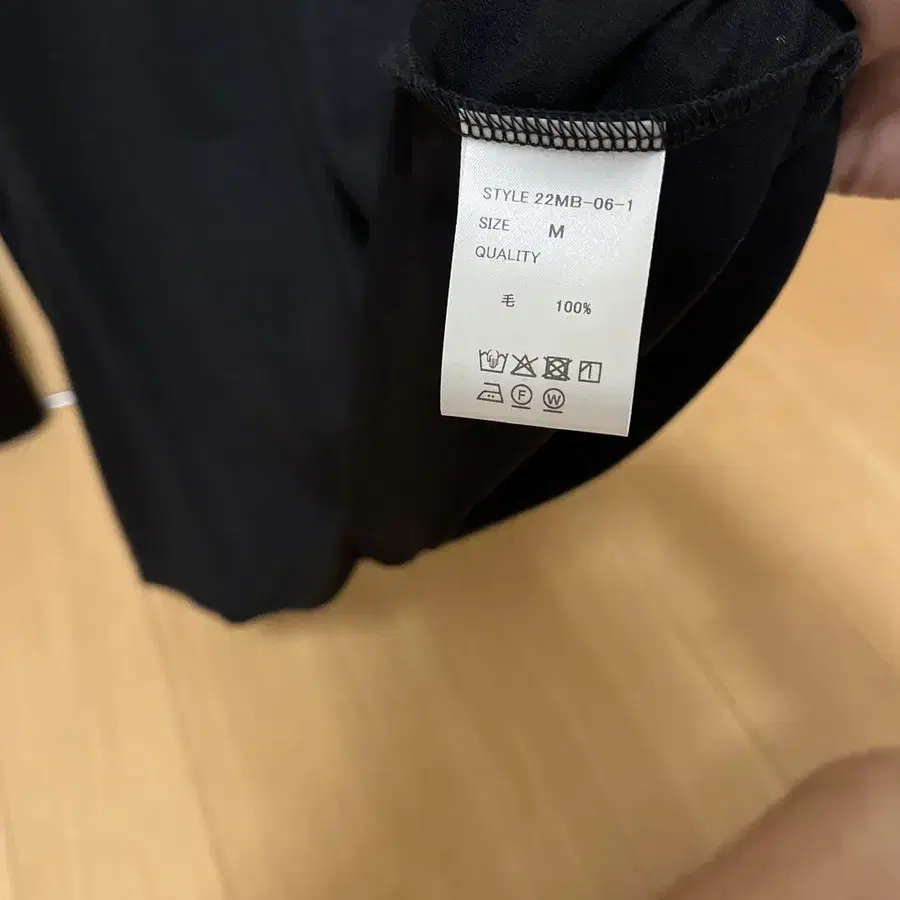 STYLE 22MB-06-1
SIZE M
QUALITY
毛 100%
F W